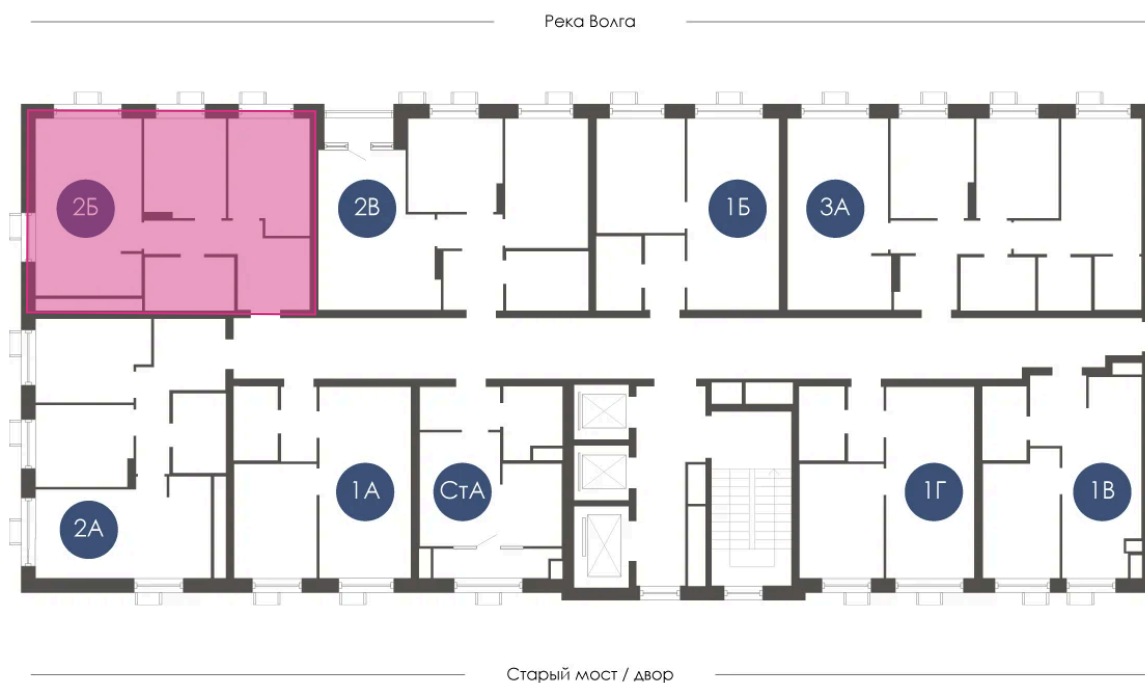 Река Волга
2Б
2В
1Б
3А
2А
1А
СтА
1Г
1В
Старый мост / двор